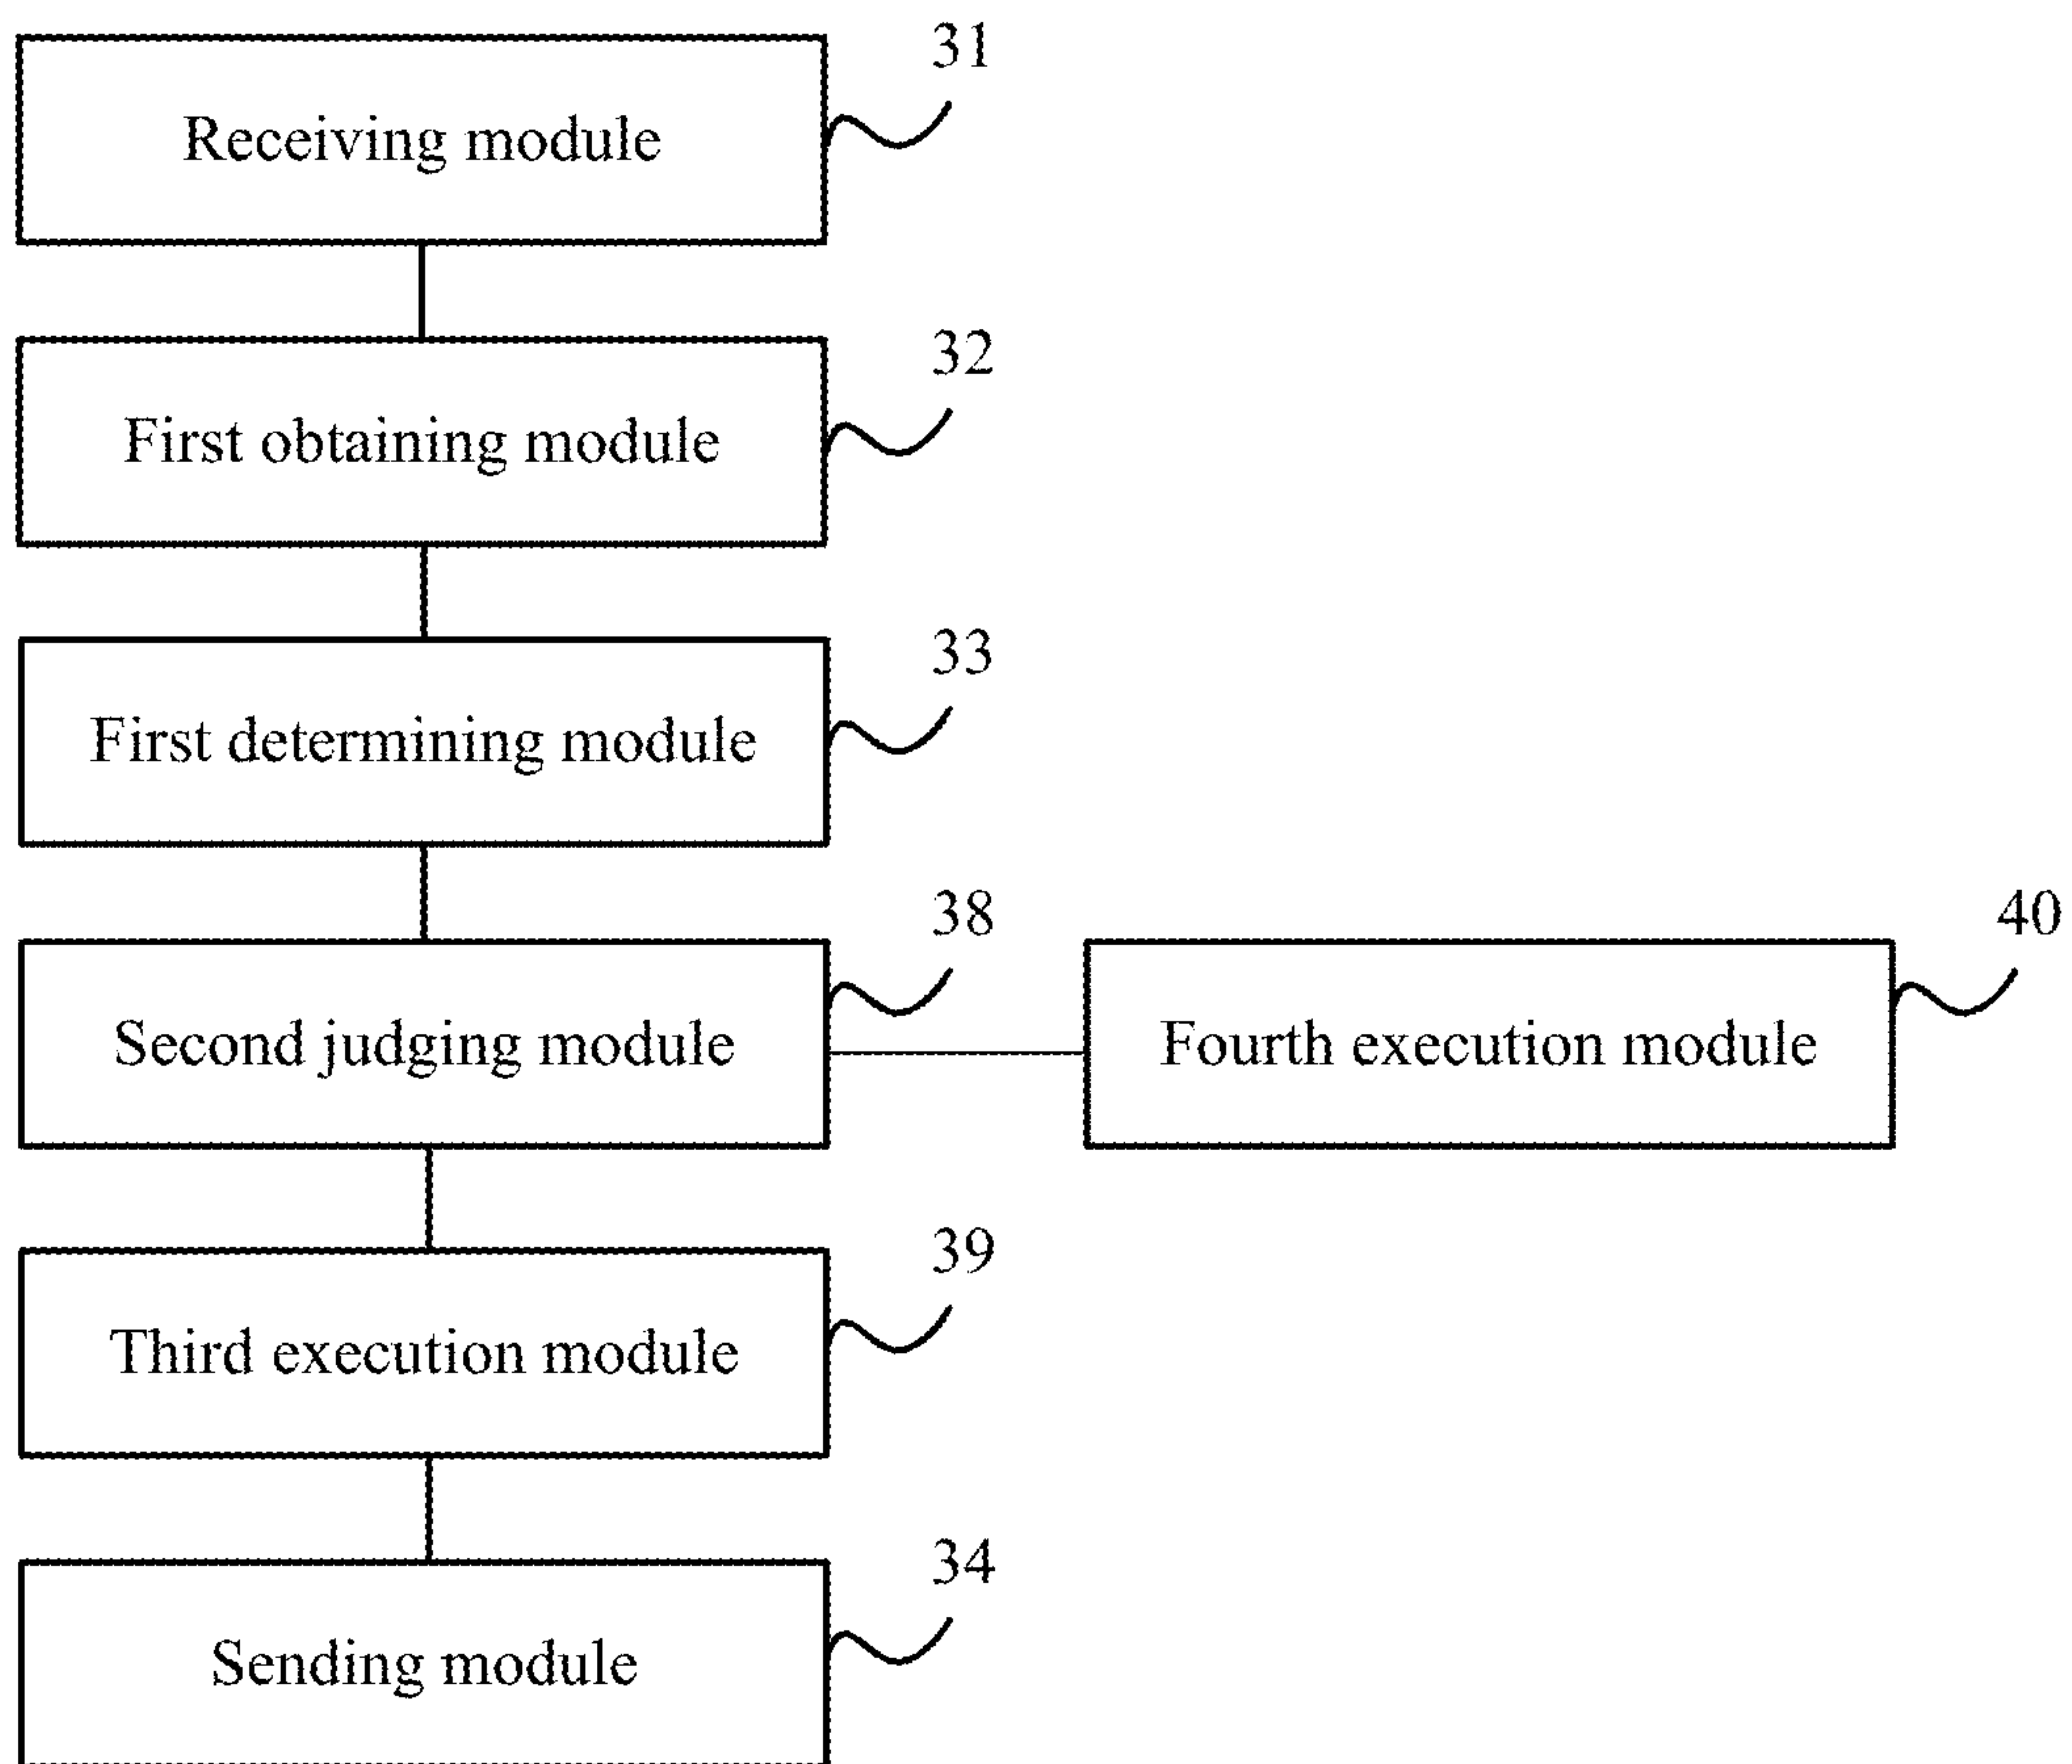 31
Receiving module
32
First obtaining module
33
First determining module
38
Second judging module
40
Fourth execution module
39
Third execution module
34
Sending module